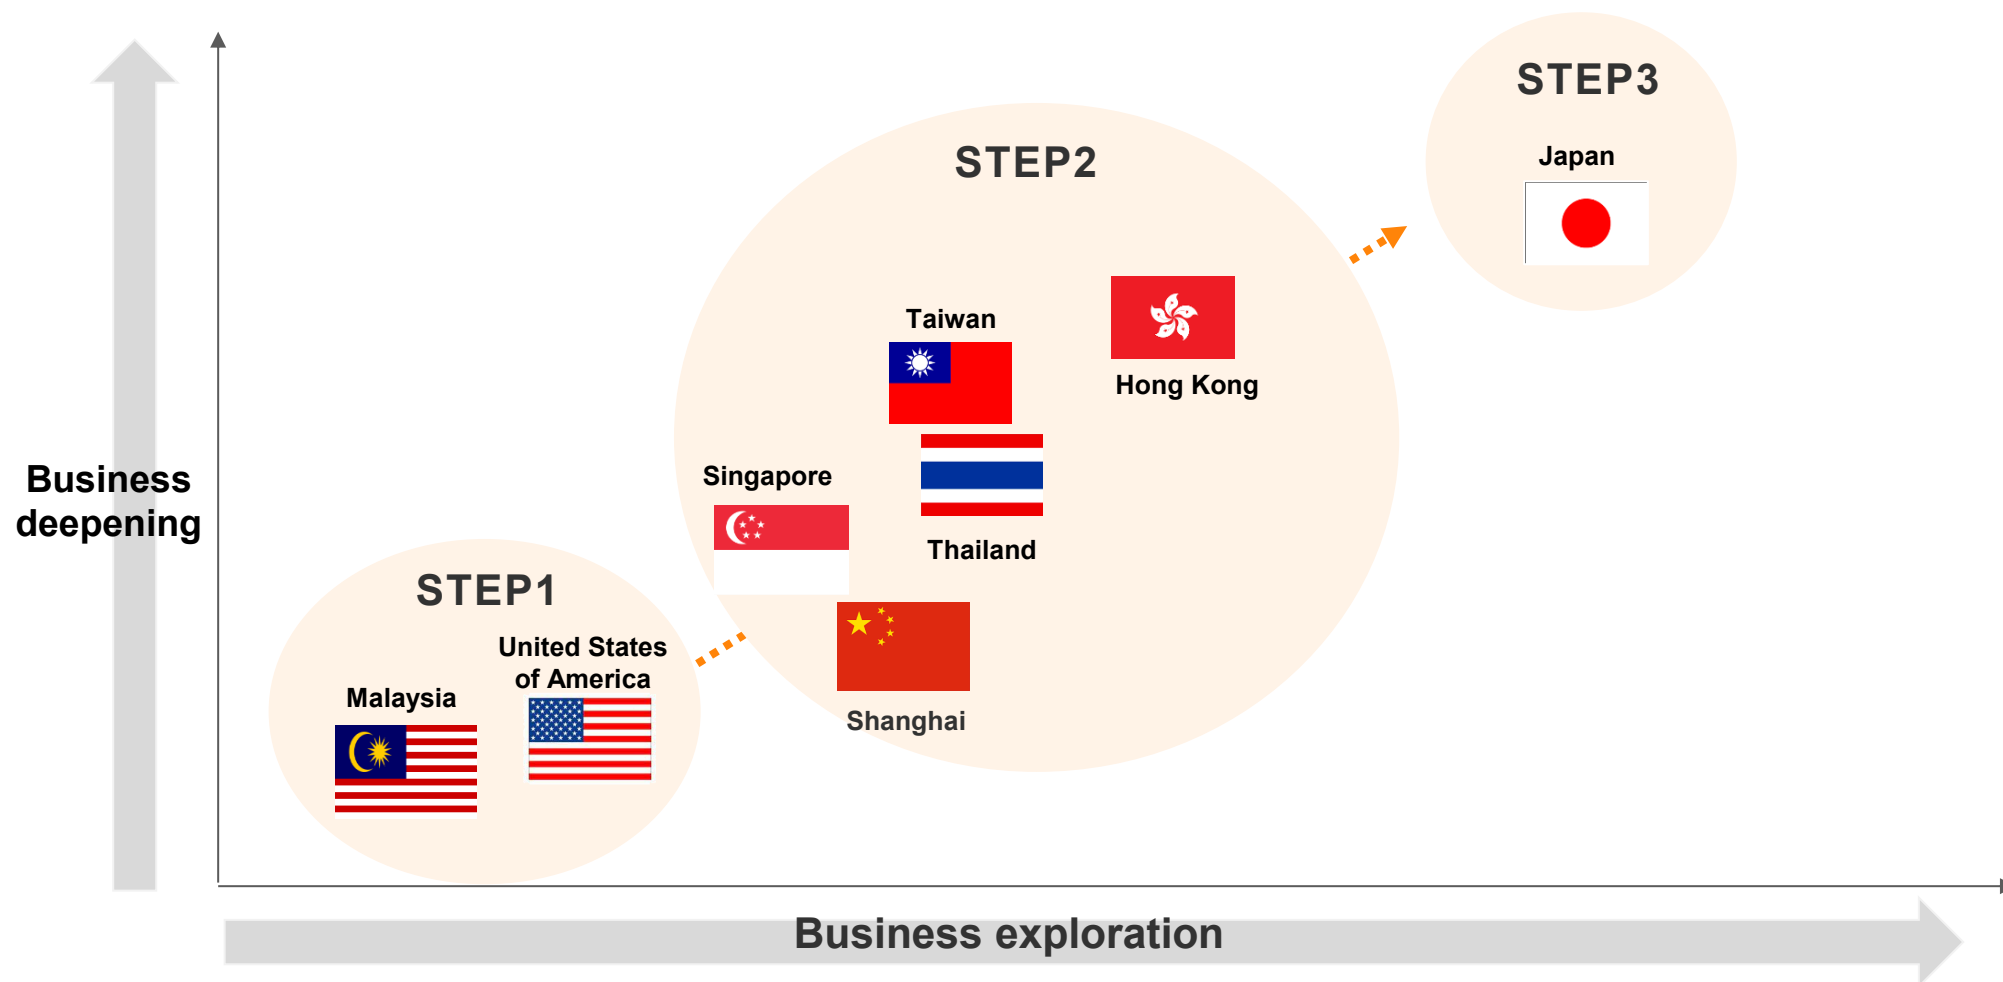 STEP3
Japan
STEP2
Taiwan
Hong Kong
Singapore
Thailand
Shanghai
STEP1
United States
of America
Malaysia
Business
deepening
Business exploration